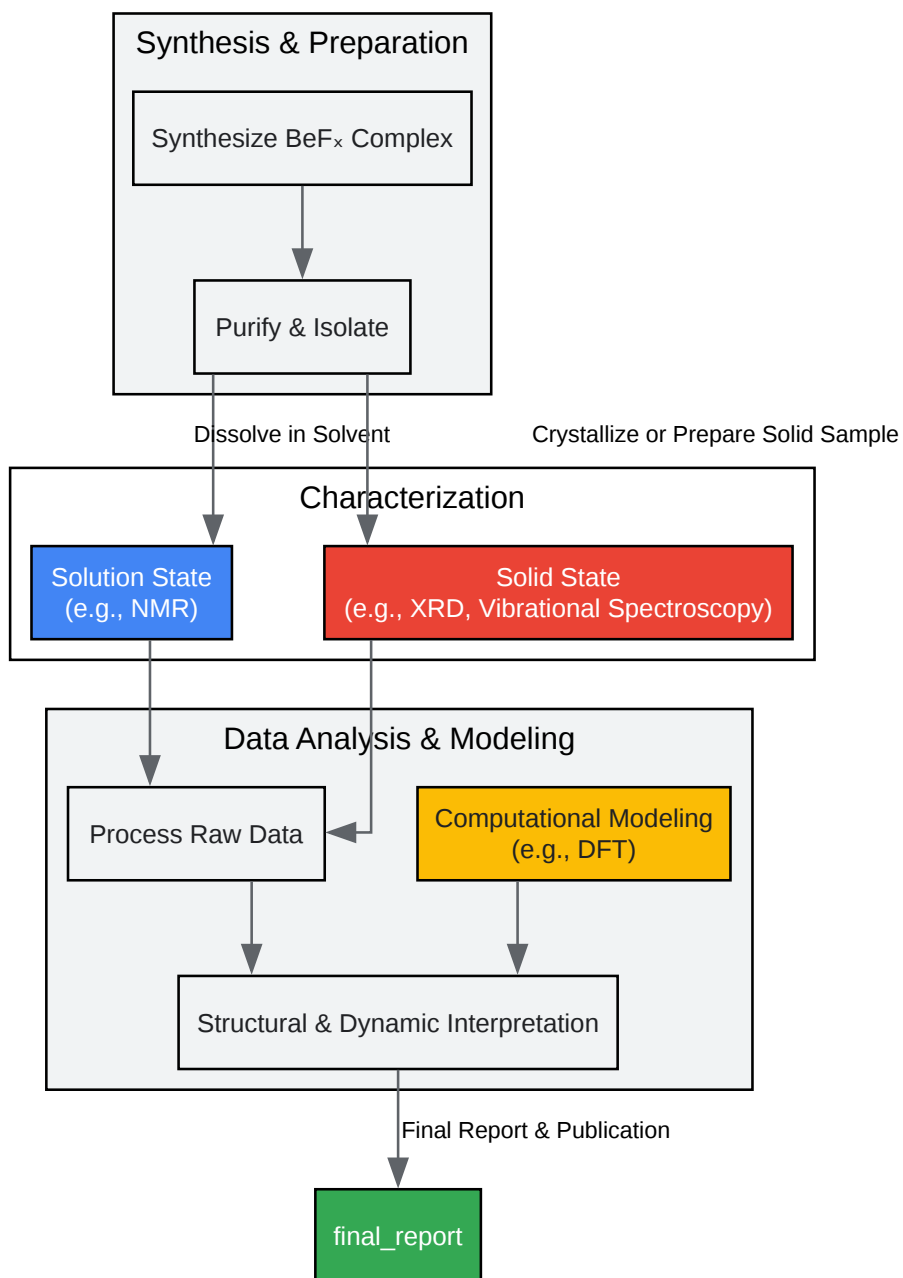 Synthesis & Preparation
Synthesize BeFₓ Complex
Purify & Isolate
Dissolve in Solvent
Crystallize or Prepare Solid Sample
Characterization
Solution State
(e.g., NMR)
Solid State
(e.g., XRD, Vibrational Spectroscopy)
Data Analysis & Modeling
Process Raw Data
Computational Modeling
(e.g., DFT)
Structural & Dynamic Interpretation
Final Report & Publication
final_report